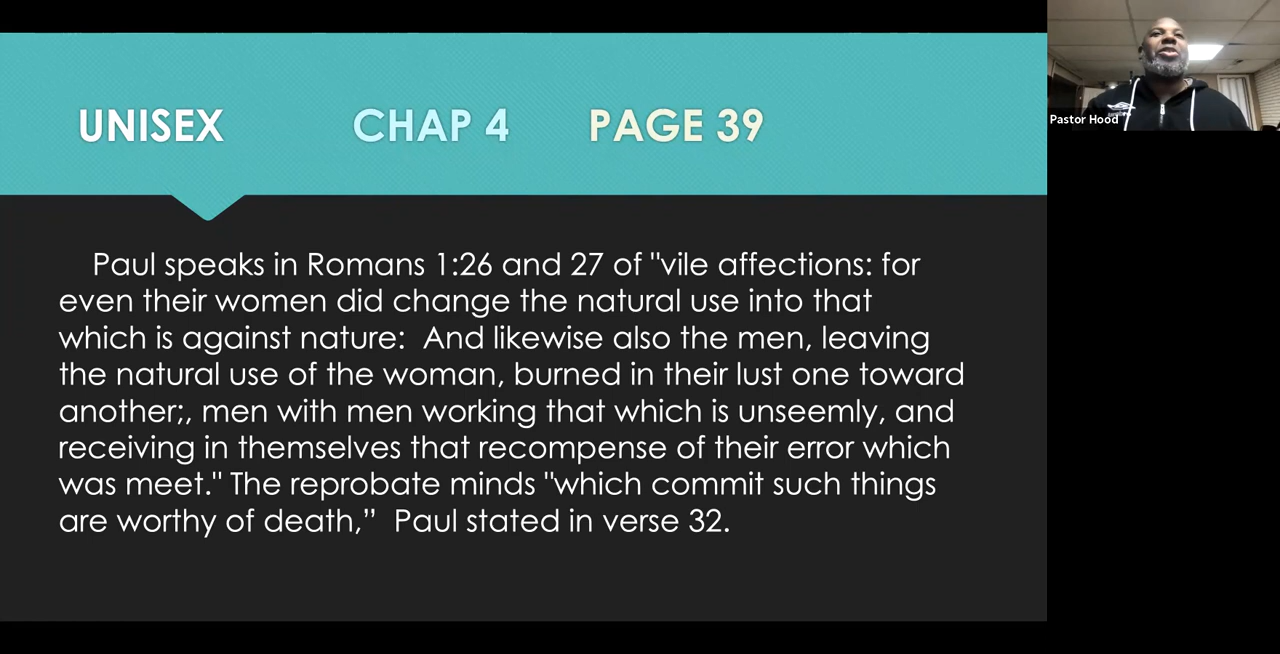 UNISEX CHAP 4 PAGE 39
Pastor Hood
Paul speaks in Romans 1:26 and 27 of "vile affections: for
even their women did change the natural use into that
which is against nature: And likewise also the men, leaving
the natural use of the woman, burned in their lust one toward
another;, men with men working that which is unseemly, and
receiving in themselves that recompense of their error which
was meet." The reprobate minds "which commit such things
are worthy of death,” Paul stated in verse 32.